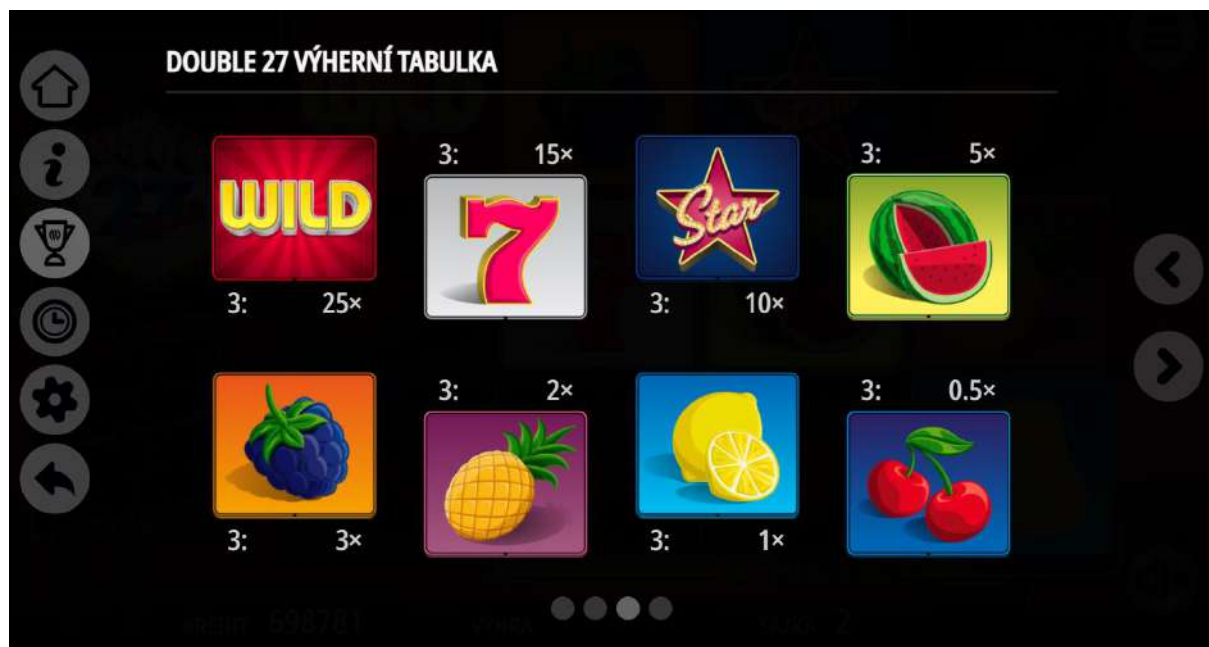 DOUBLE 27 VÝHERNÍ TABULKA
WILD
3: 25×
3: 15×
7
Star
3: 10×
3: 5×
3: 3×
3: 2×
3: 1×
3: 0.5×
KREDIT 698781 VÝHRA SÁZKA 2